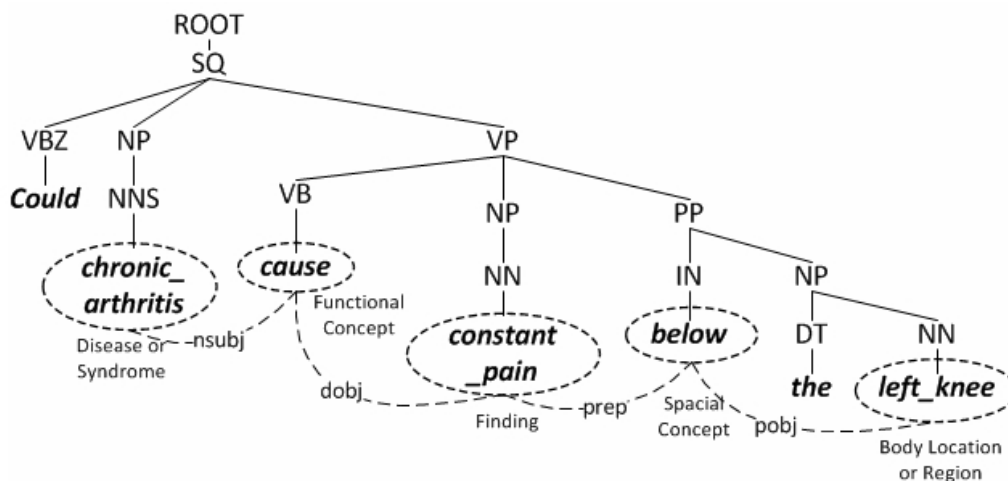 ROOT
SQ
VBZ NP VP
Could NNS VB NP PP
chronic_
arthritis
cause NN IN NP
Functional
Concept
constant
_pain
below DT NN
the left_knee
nsubj
Disease or
Syndrome
dobj prep pobj
Finding
Spacial
Concept
Body Location
or Region